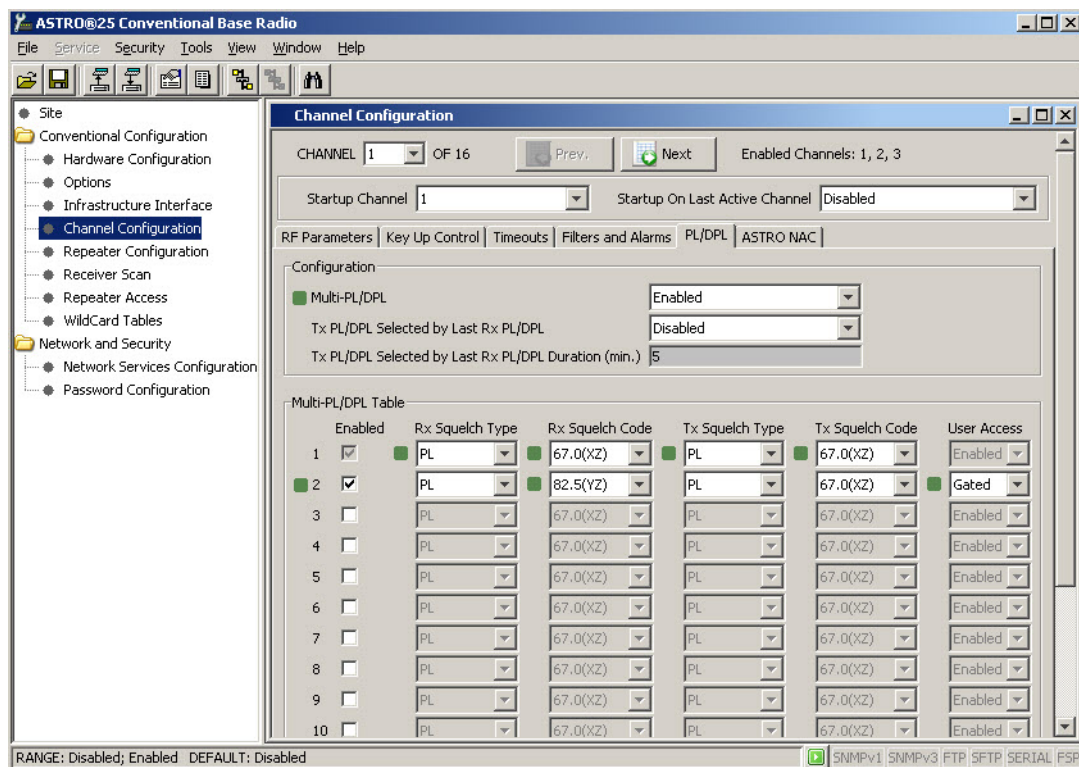 ASTRO®25 Conventional Base Radio
File Service Security Tools View Window Help
Site
Conventional Configuration
Hardware Configuration
Options
Infrastructure Interface
Channel Configuration
Repeater Configuration
Receiver Scan
Repeater Access
WildCard Tables
Network and Security
Network Services Configuration
Password Configuration
Channel Configuration
CHANNEL 1 OF 16 Prev. Next Enabled Channels: 1, 2, 3
Startup Channel 1 Startup On Last Active Channel Disabled
RF Parameters Key Up Control Timeouts Filters and Alarms PL/DPL ASTRO NAC
Configuration
Multi-PL/DPL Enabled
Tx PL/DPL Selected by Last Rx PL/DPL Disabled
Tx PL/DPL Selected by Last Rx PL/DPL Duration (min.) 5
Multi-PL/DPL Table
Enabled Rx Squelch Type Rx Squelch Code Tx Squelch Type Tx Squelch Code User Access
1 PL 67.0(XZ) PL 67.0(XZ) Enabled
2 PL 82.5(YZ) PL 67.0(XZ) Gated
3 PL 67.0(XZ) PL 67.0(XZ) Enabled
4 PL 67.0(XZ) PL 67.0(XZ) Enabled
5 PL 67.0(XZ) PL 67.0(XZ) Enabled
6 PL 67.0(XZ) PL 67.0(XZ) Enabled
7 PL 67.0(XZ) PL 67.0(XZ) Enabled
8 PL 67.0(XZ) PL 67.0(XZ) Enabled
9 PL 67.0(XZ) PL 67.0(XZ) Enabled
10 PL 67.0(XZ) PL 67.0(XZ) Enabled
RANGE: Disabled; Enabled DEFAULT: Disabled SNMPv1 SNMPv3 FTP SFTP SERIAL FSP